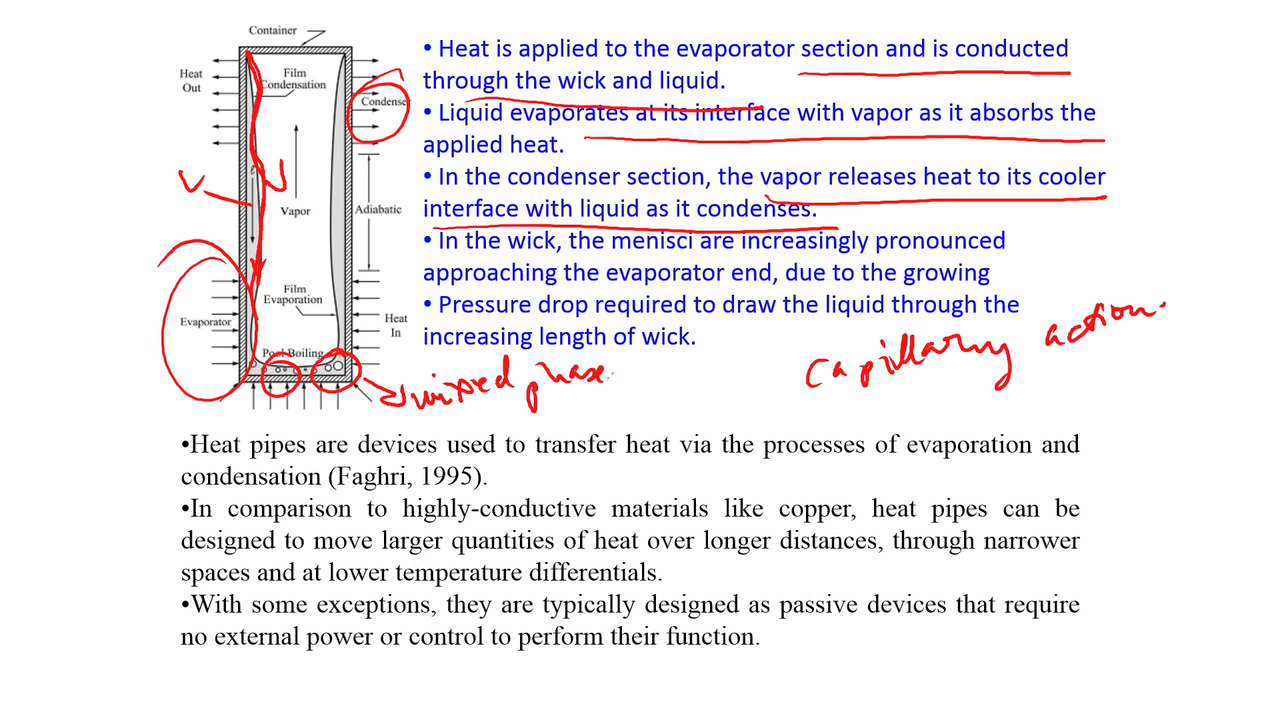 Container
Heat
Out
Film
Condensation
Condenser
Vapor
Adiabatic
Film
Evaporation
Evaporator
Heat
In
Pool Boiling
• Heat is applied to the evaporator section and is conducted
through the wick and liquid.
• Liquid evaporates at its interface with vapor as it absorbs the
applied heat.
• In the condenser section, the vapor releases heat to its cooler
interface with liquid as it condenses.
• In the wick, the menisci are increasingly pronounced
approaching the evaporator end, due to the growing
• Pressure drop required to draw the liquid through the
increasing length of wick.
Capillary action.
mixed phase
•Heat pipes are devices used to transfer heat via the processes of evaporation and
condensation (Faghri, 1995).
•In comparison to highly-conductive materials like copper, heat pipes can be
designed to move larger quantities of heat over longer distances, through narrower
spaces and at lower temperature differentials.
•With some exceptions, they are typically designed as passive devices that require
no external power or control to perform their function.